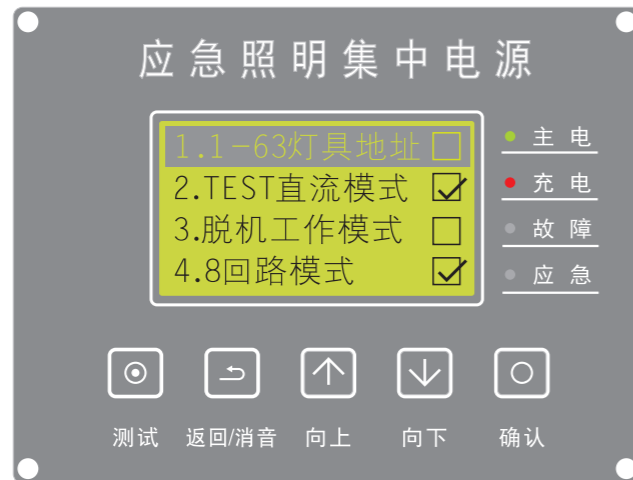 应急照明集中电源
1.1-63灯具地址
2.TEST直流模式
3.脱机工作模式
4.8回路模式
主电
充电
故障
应急
测试 返回/消音 向上 向下 确认